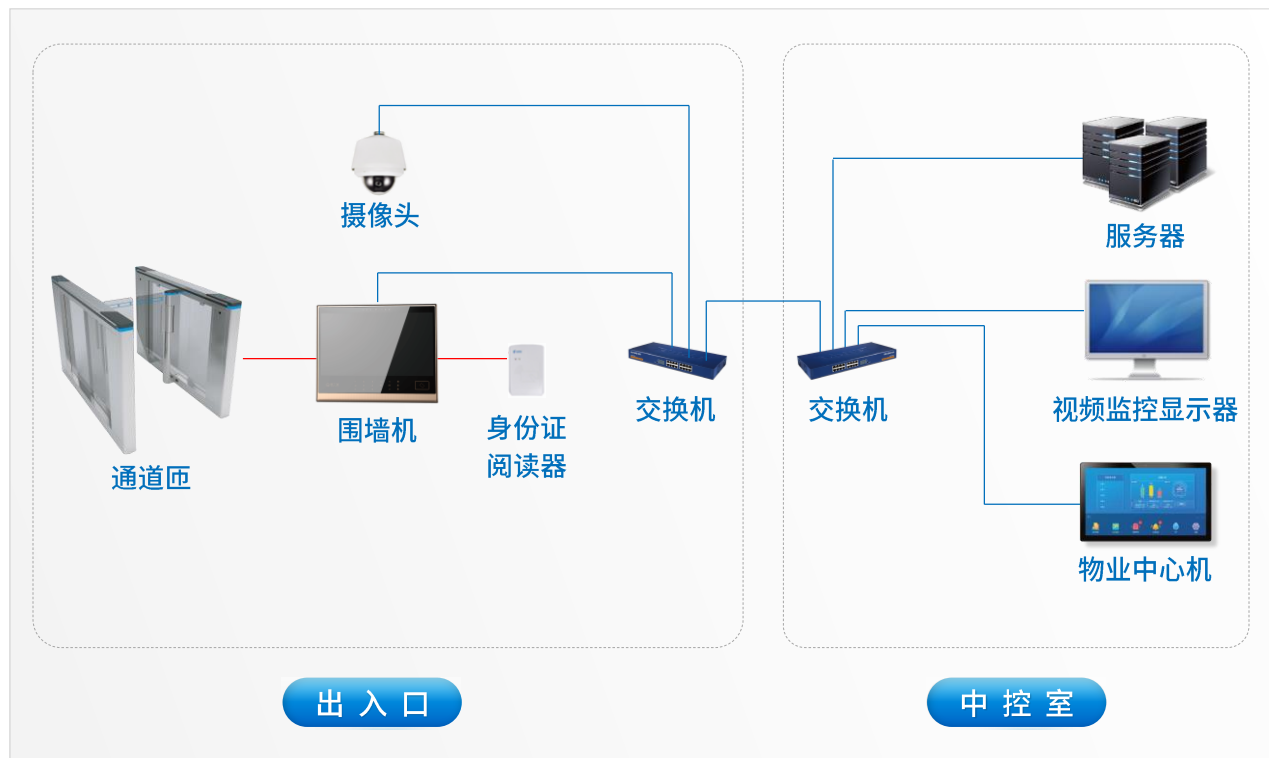 摄像头
服务器
围墙机
身份证
阅读器
交换机
交换机
视频监控显示器
通道匝
物业中心机
出入口
中控室